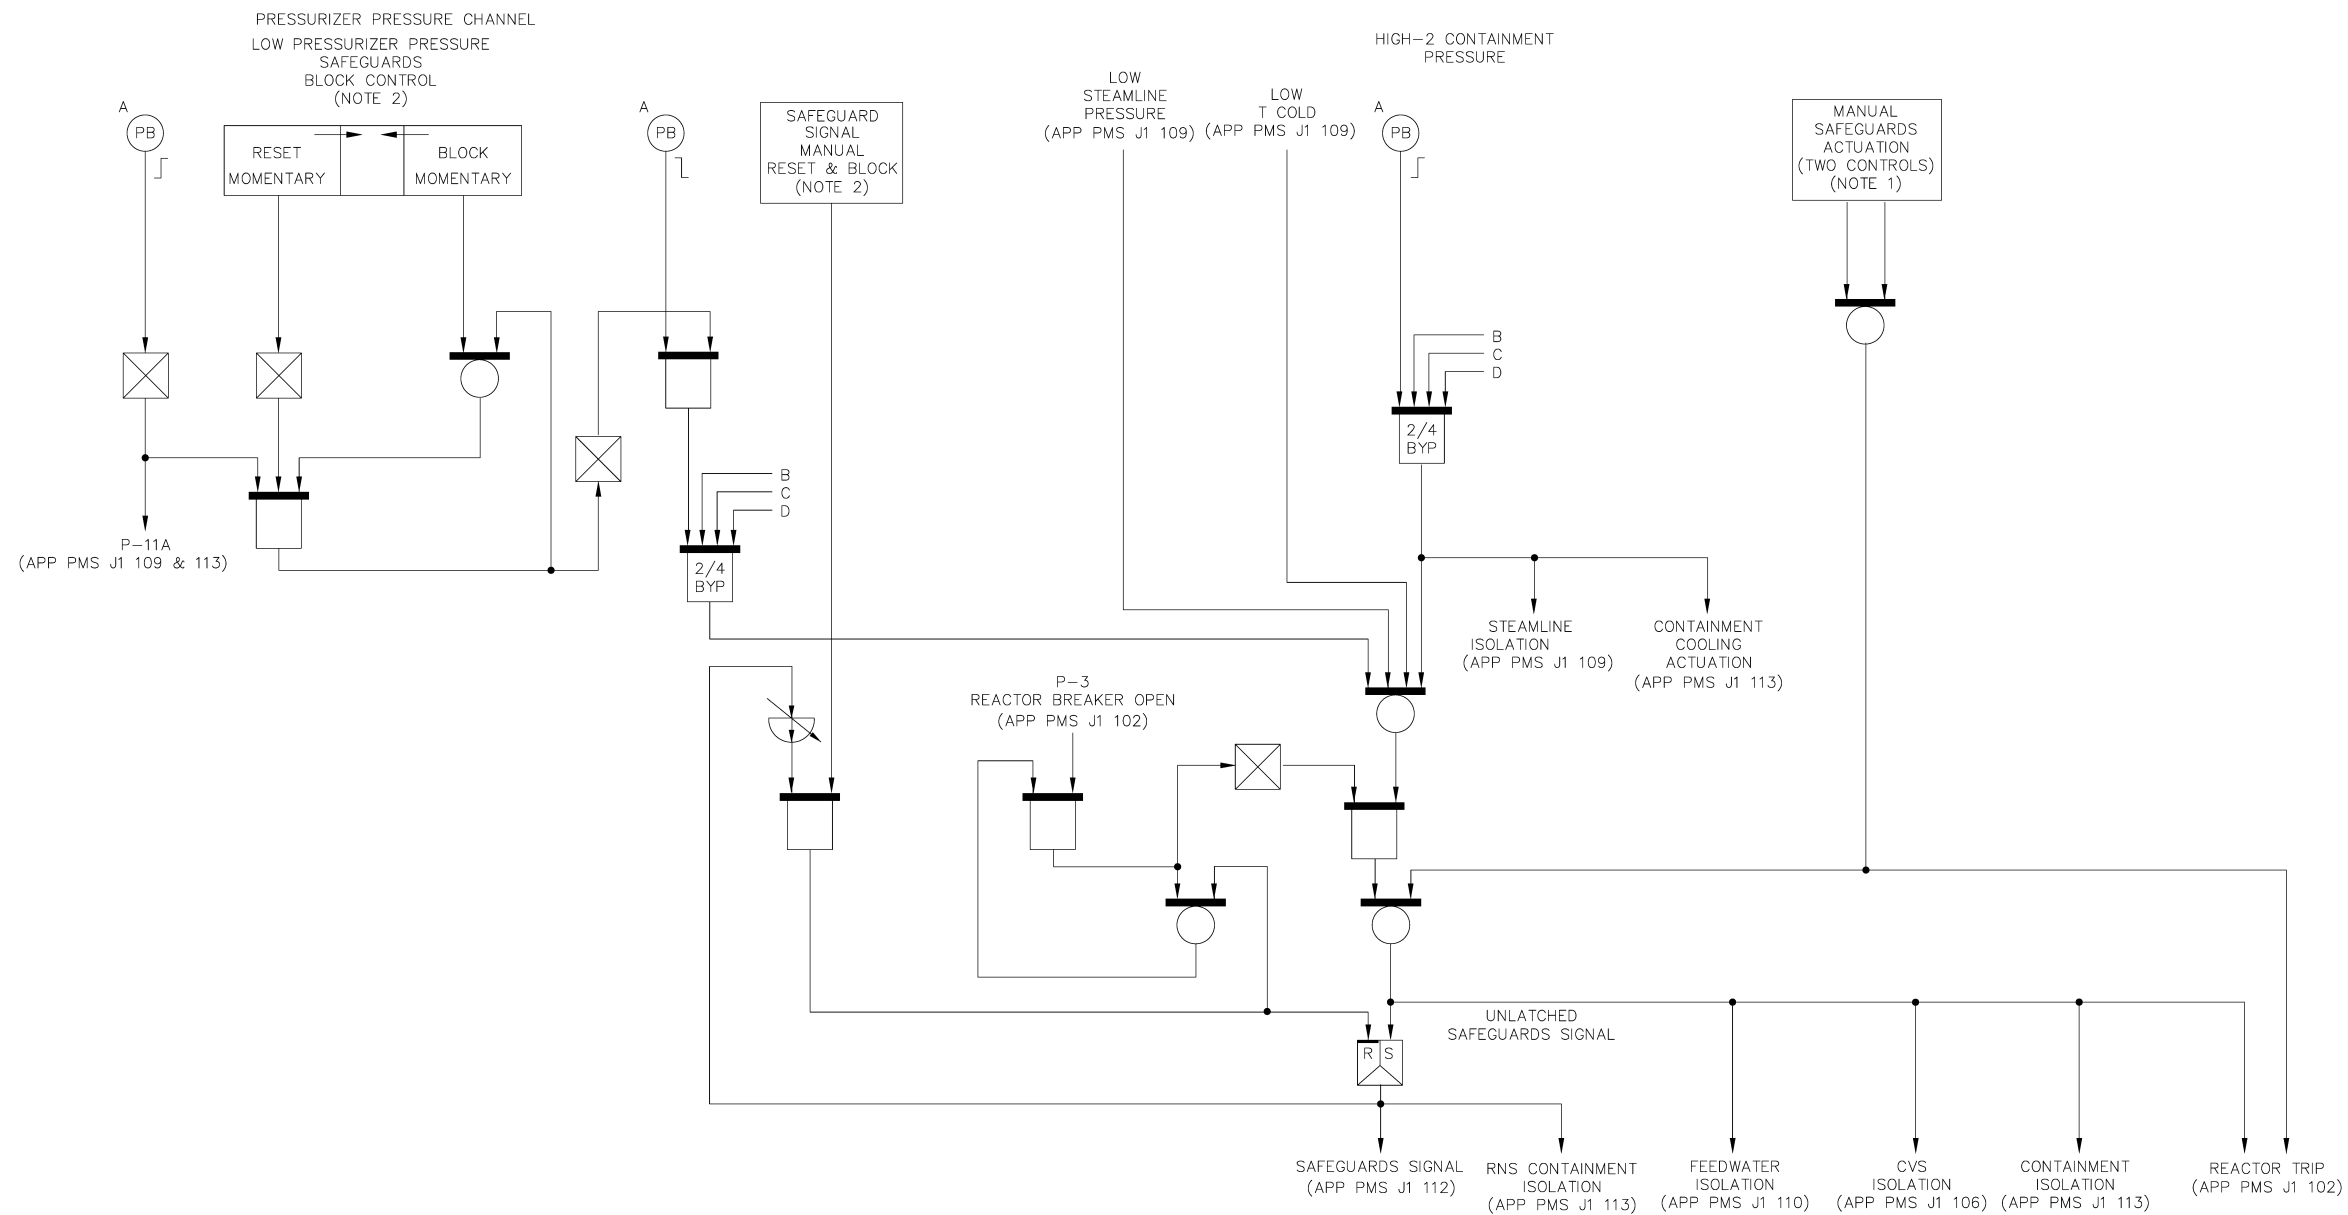 PRESSURIZER PRESSURE CHANNEL
LOW PRESSURIZER PRESSURE
SAFEGUARDS
BLOCK CONTROL
(NOTE 2)
A
PB
RESET
MOMENTARY
BLOCK
MOMENTARY
A
PB
SAFEGUARD
SIGNAL
MANUAL
RESET & BLOCK
(NOTE 2)
LOW
STEAMLINE
PRESSURE
(APP PMS J1 109)
LOW
T COLD
(APP PMS J1 109)
HIGH-2 CONTAINMENT
PRESSURE
A
PB
MANUAL
SAFEGUARDS
ACTUATION
(TWO CONTROLS)
(NOTE 1)
B
C
D
2/4
BYP
B
C
D
2/4
BYP
P-11A
(APP PMS J1 109 & 113)
STEAMLINE
ISOLATION
(APP PMS J1 109)
CONTAINMENT
COOLING
ACTUATION
(APP PMS J1 113)
P-3
REACTOR BREAKER OPEN
(APP PMS J1 102)
UNLATCHED
SAFEGUARDS SIGNAL
R S
SAFEGUARDS SIGNAL
(APP PMS J1 112)
RNS CONTAINMENT
ISOLATION
(APP PMS J1 113)
FEEDWATER
ISOLATION
(APP PMS J1 110)
CVS
ISOLATION
(APP PMS J1 106)
CONTAINMENT
ISOLATION
(APP PMS J1 113)
REACTOR TRIP
(APP PMS J1 102)